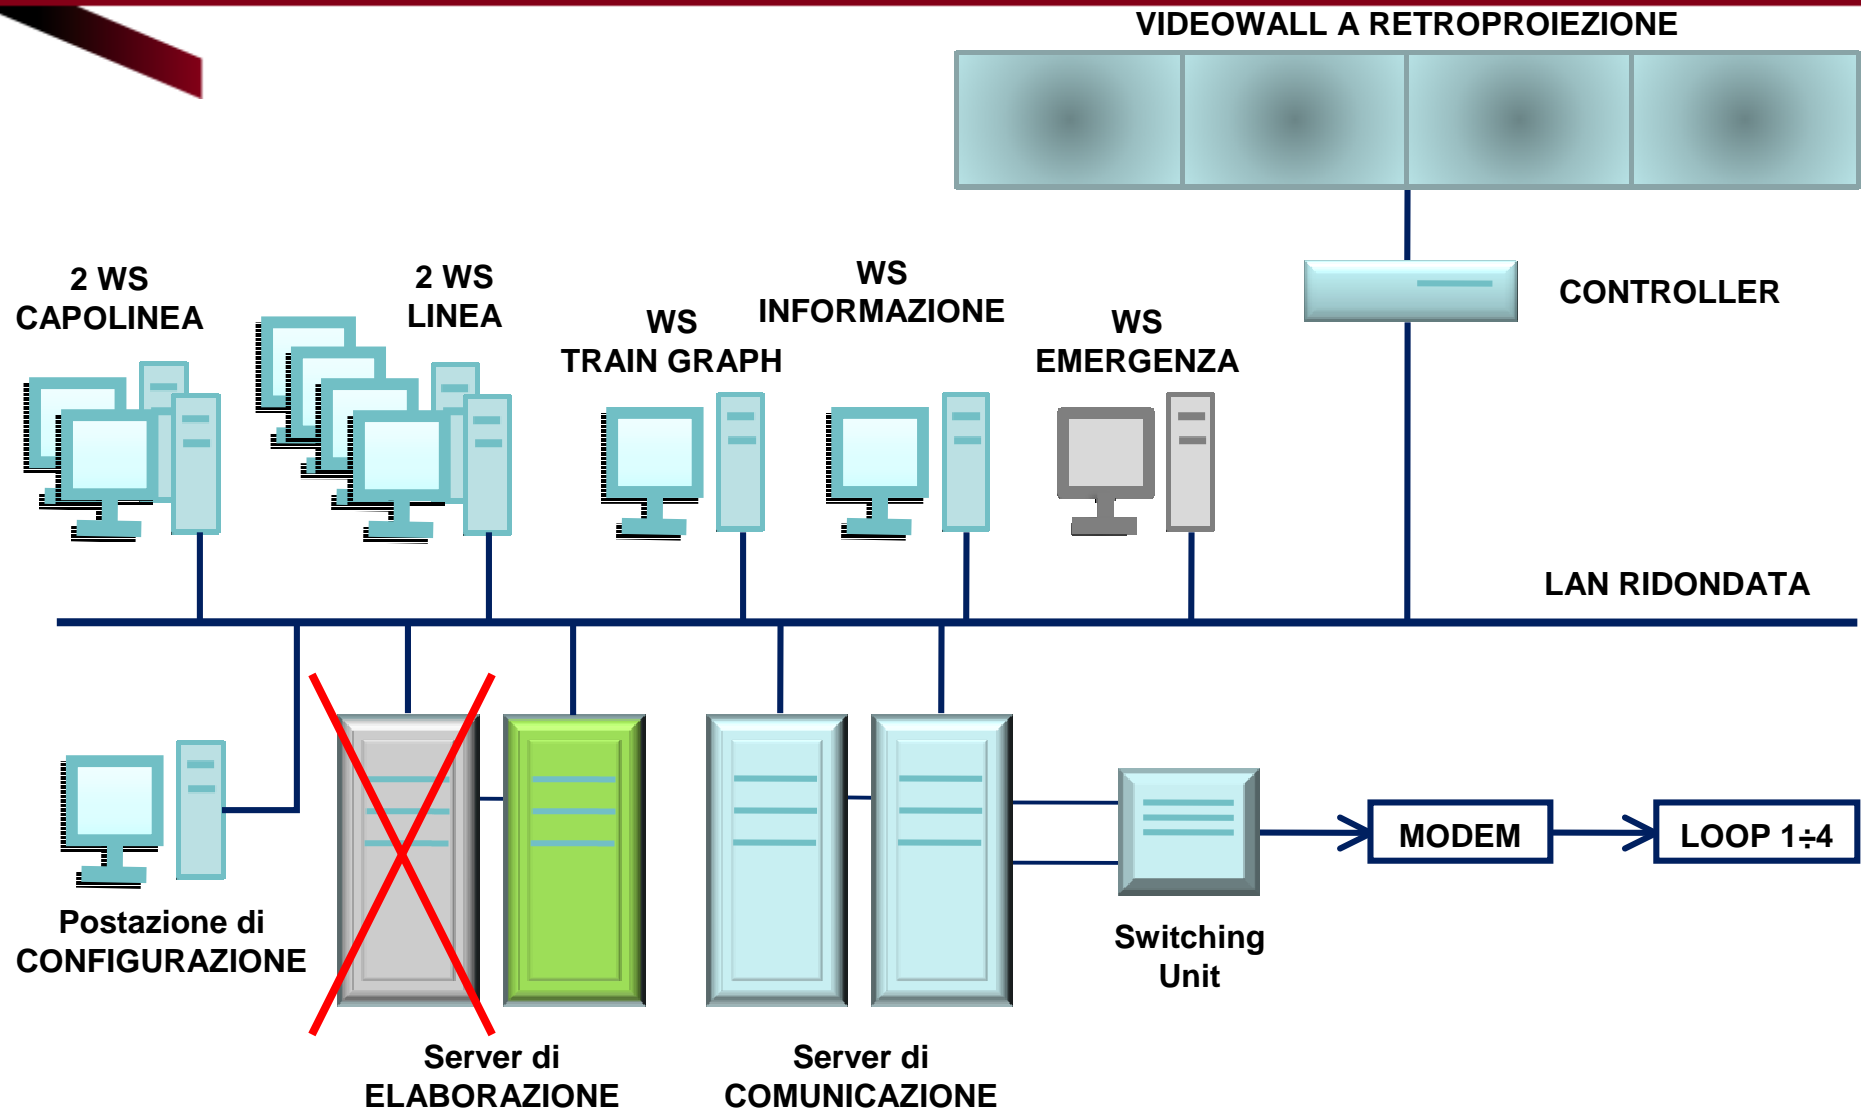 VIDEOWALL A RETROPROIEZIONE
2 WS
CAPOLINEA
2 WS
LINEA
WS
TRAIN GRAPH
WS
INFORMAZIONE
WS
EMERGENZA
CONTROLLER
LAN RIDONDATA
Postazione di
CONFIGURAZIONE
Server di
ELABORAZIONE
Server di
COMUNICAZIONE
Switching
Unit
MODEM
LOOP 1÷4